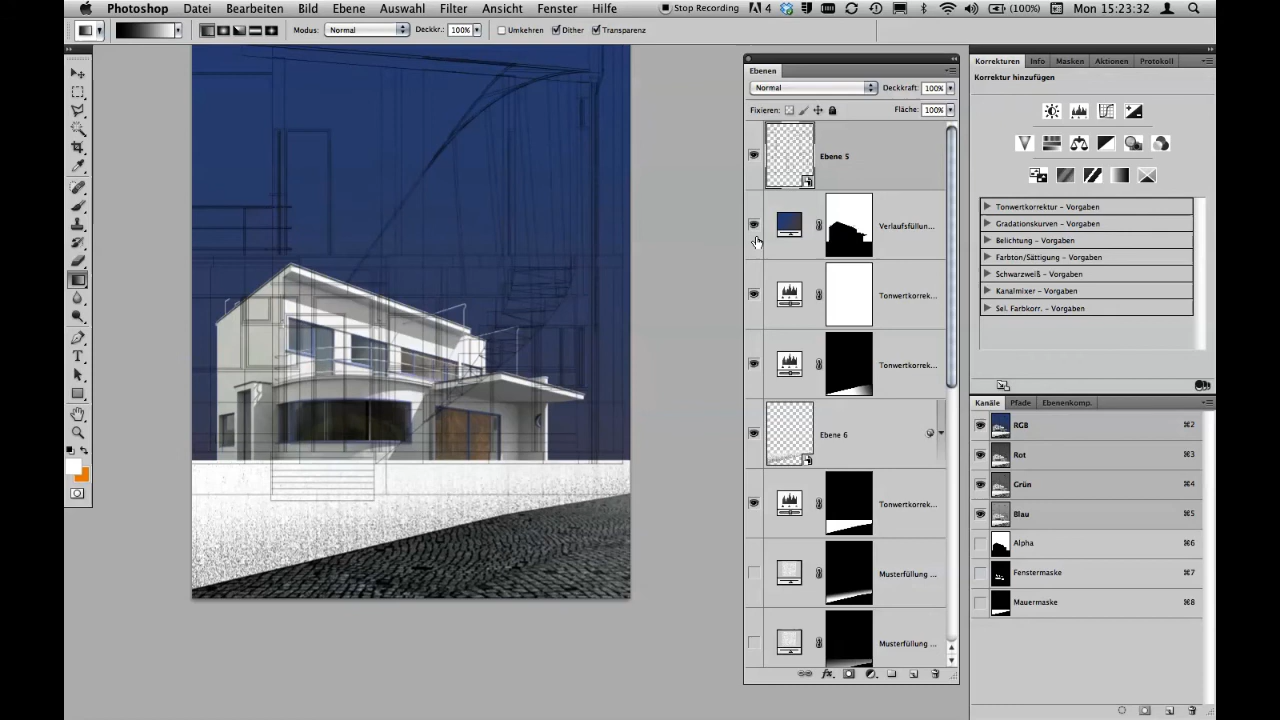 Photoshop Datei Bearbeiten Bild Ebene Auswahl Filter Ansicht Fenster Hilfe Stop Recording 4 (100%) Mon 15:23:32
Modus: Normal Deckkr.: 100% Umkehren Dither Transparenz
Ebenen
Normal Deckkraft: 100%
Fixieren: Fläche: 100%
Ebene 5
Verlaufsfüllun...
Tonwertkorrek...
Tonwertkorrek...
Ebene 6
Tonwertkorrek...
Musterfüllung ...
Musterfüllung ...
Korrekturen Info Masken Aktionen Protokoll
Korrektur hinzufügen
Tonwertkorrektur - Vorgaben
Gradationskurven - Vorgaben
Belichtung - Vorgaben
Farbton/Sättigung - Vorgaben
Schwarzweiß - Vorgaben
Kanalmixer - Vorgaben
Sel. Farbkorr. - Vorgaben
Kanäle Pfade Ebenenkomp.
RGB ⌘2
Rot ⌘3
Grün ⌘4
Blau ⌘5
Alpha ⌘6
Fenstermaske ⌘7
Mauermaske ⌘8